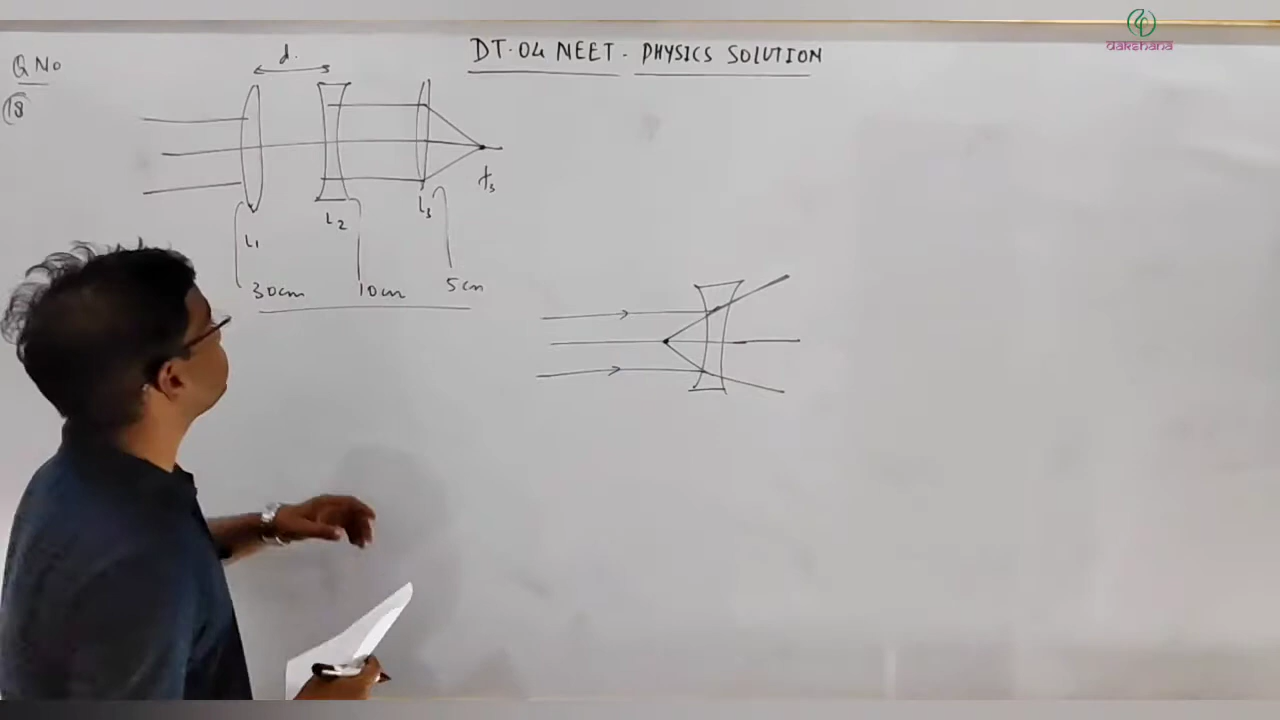 DT.04 NEET - PHYSICS SOLUTION
dakshana
Q No
18
d.
L1
L2
L3
f3
30cm
10cm
5cm